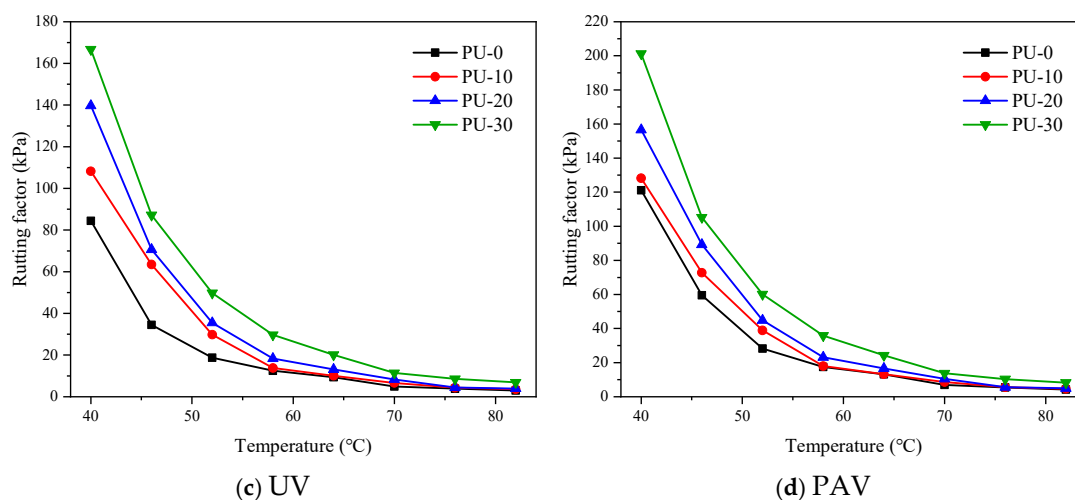 180
160
140
120
100
80
60
40
20
0
Rutting factor (kPa)
40
50
60
70
80
Temperature (℃)
PU-0
PU-10
PU-20
PU-30
(c) UV
220
200
180
160
140
120
100
80
60
40
20
0
Rutting factor (kPa)
40
50
60
70
80
Temperature (℃)
PU-0
PU-10
PU-20
PU-30
(d) PAV